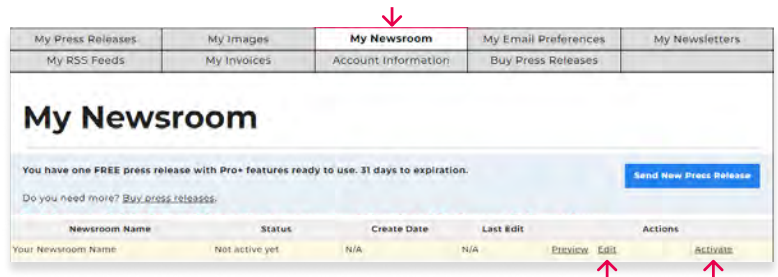 My Press Releases My Images My Newsroom My Email Preferences My Newsletters
My RSS Feeds My Invoices Account Information Buy Press Releases
My Newsroom
You have one FREE press release with Pro+ features ready to use. 31 days to expiration.
Send New Press Release
Do you need more? Buy press releases.
Newsroom Name Status Create Date Last Edit Actions
Your Newsroom Name Not active yet N/A N/A Preview Edit Activate